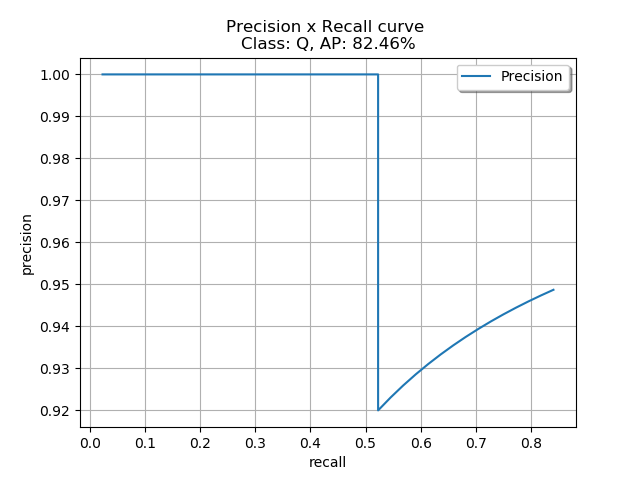 Precision x Recall curve
Class: Q, AP: 82.46%
Precision
1.00
0.99
0.98
0.97
0.96
0.95
0.94
0.93
0.92
precision
0.0 0.1 0.2 0.3 0.4 0.5 0.6 0.7 0.8
recall